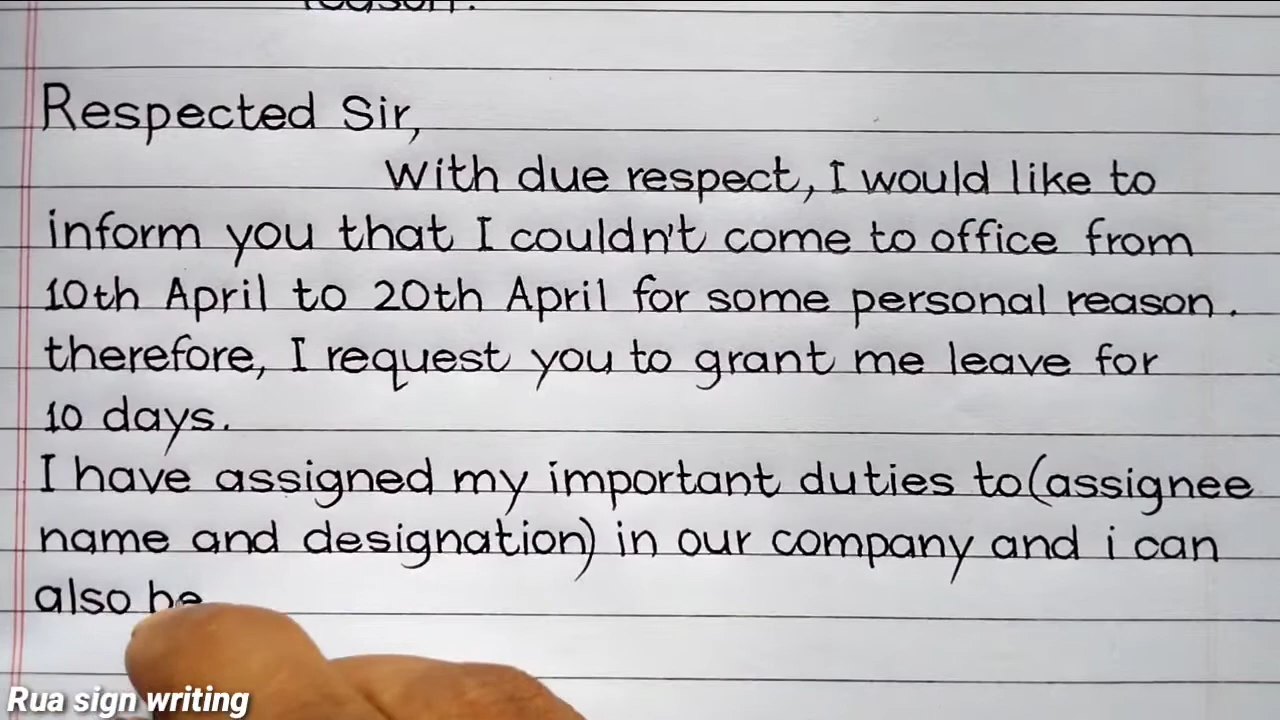 reason.
Respected Sir,
With due respect, I would like to
inform you that I couldn't come to office from
10th April to 20th April for some personal reason.
therefore, I request you to grant me leave for
10 days.
I have assigned my important duties to (assignee
name and designation) in our company and i can
also be
Rua sign writing